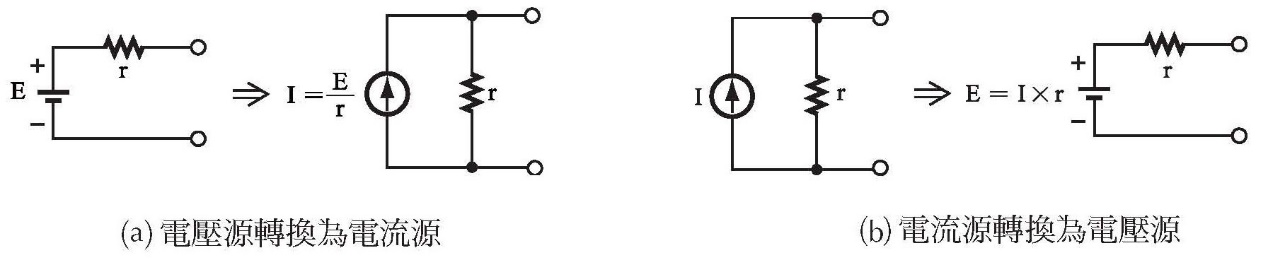 +
E
−
r
⇒ I = E/r
r
(a) 電壓源轉換為電流源
I
r
⇒ E = I × r
+
−
r
(b) 電流源轉換為電壓源